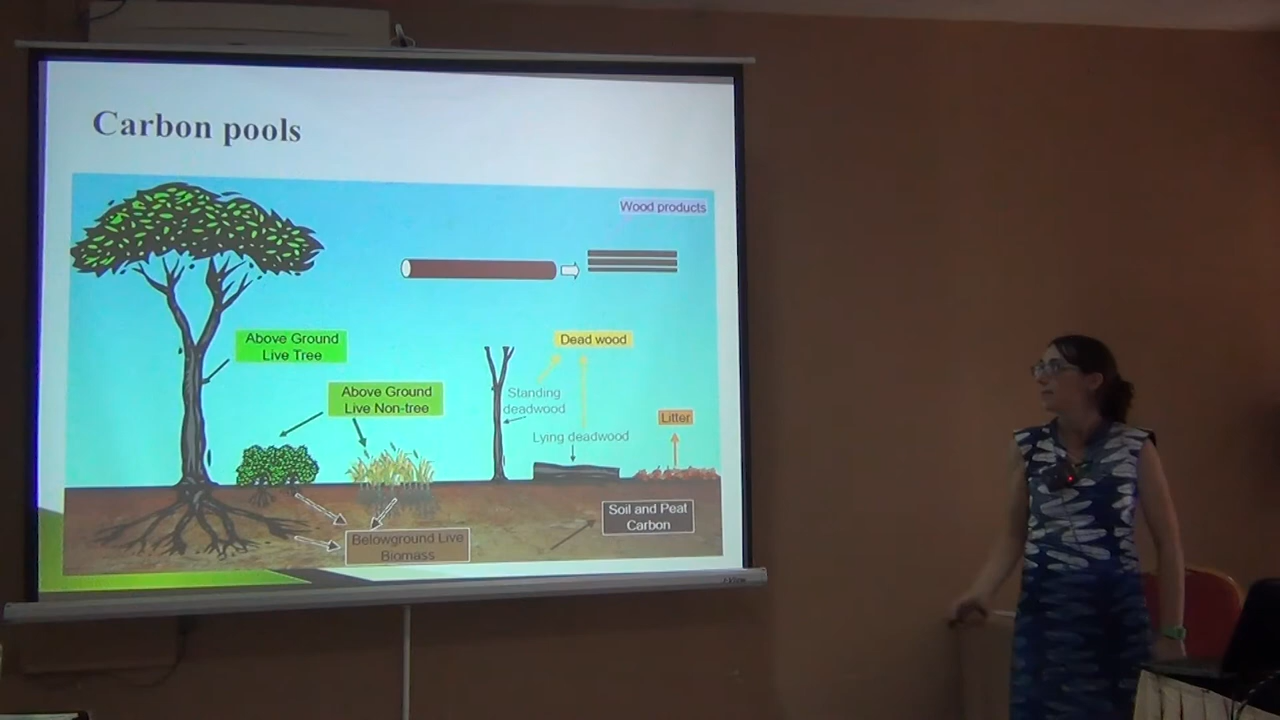 Carbon pools
Wood products
Above Ground
Live Tree
Dead wood
Above Ground
Live Non-tree
Standing
deadwood
Litter
Lying deadwood
Soil and Peat
Carbon
Belowground Live
Biomass